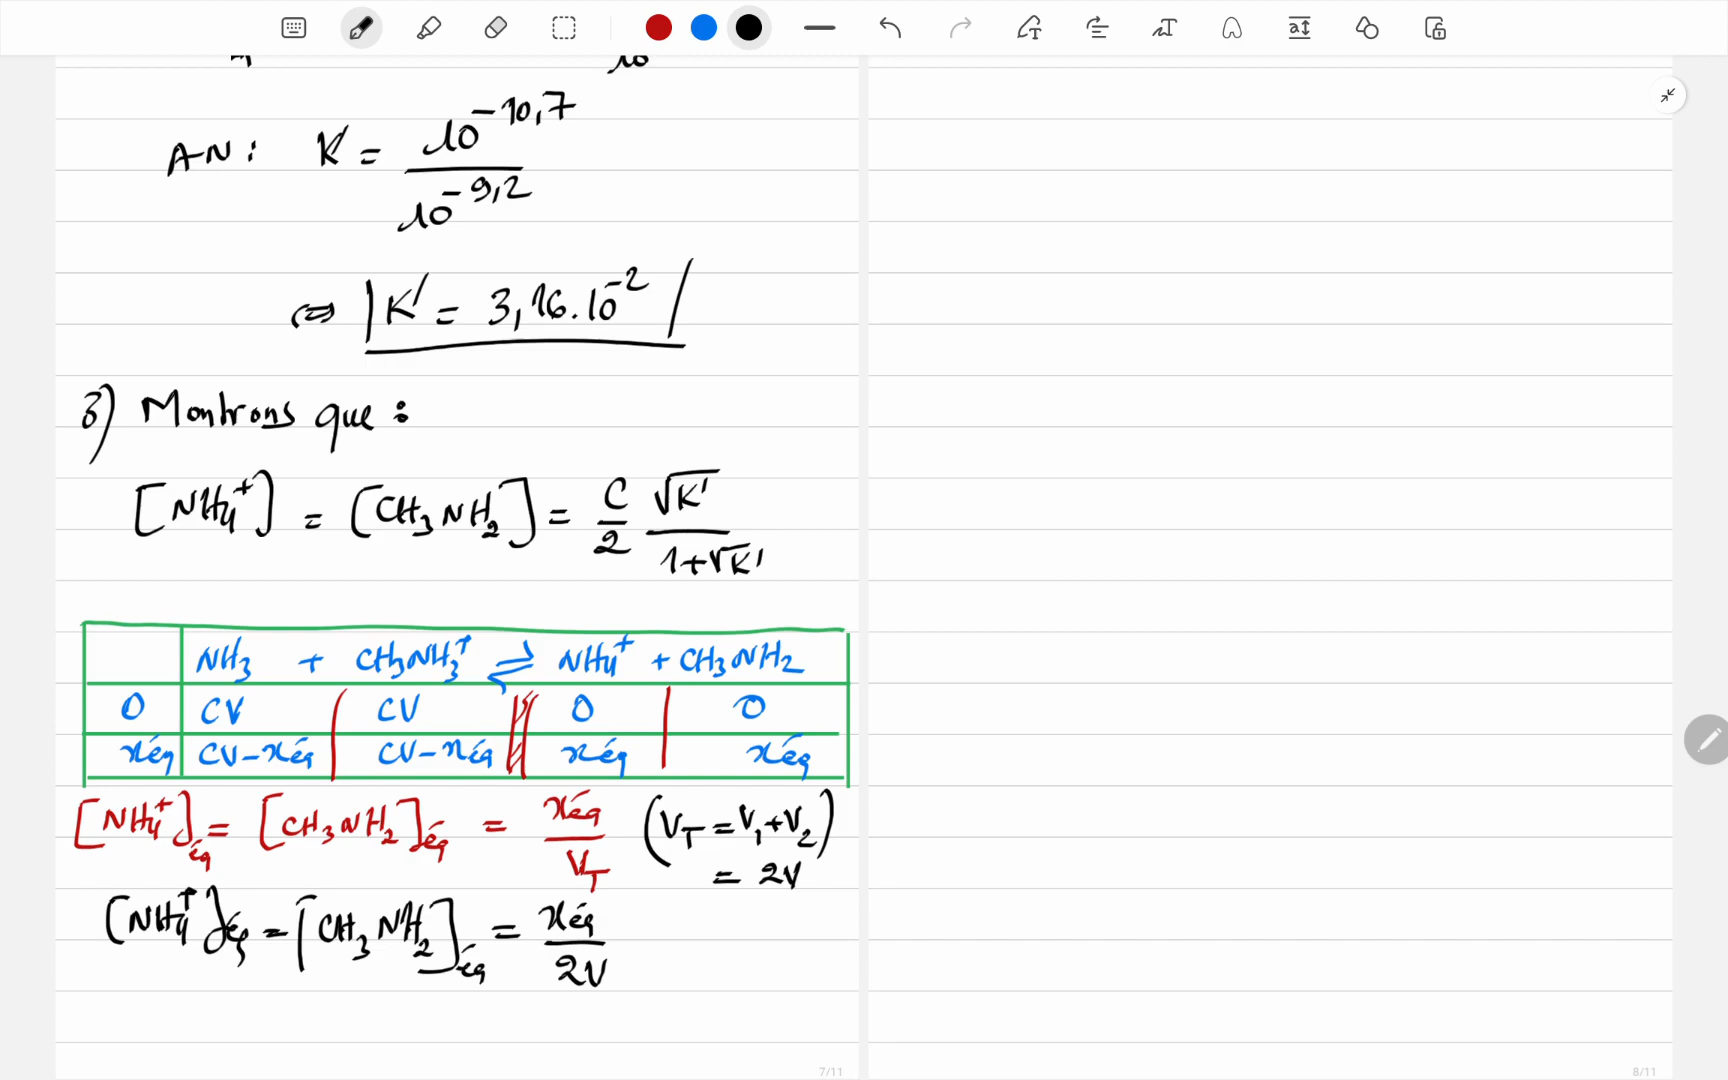 AN : K' = 10^-10,7 / 10^-9,2
⇔ | K' = 3,16.10^-2 |
3) Montrons que :
[NH4^+] = [CH3NH2] = C/2 √K' / 1+√K'
NH3 + CH3NH3^+ ⇌ NH4^+ + CH3NH2
0 CV CV 0 0
xéq CV-xéq CV-xéq xéq xéq
[NH4^+]éq = [CH3NH2]éq = xéq / VT (VT = V1+V2)
= 2V
[NH4^+]éq = [CH3NH2]éq = xéq / 2V
7/11
8/11